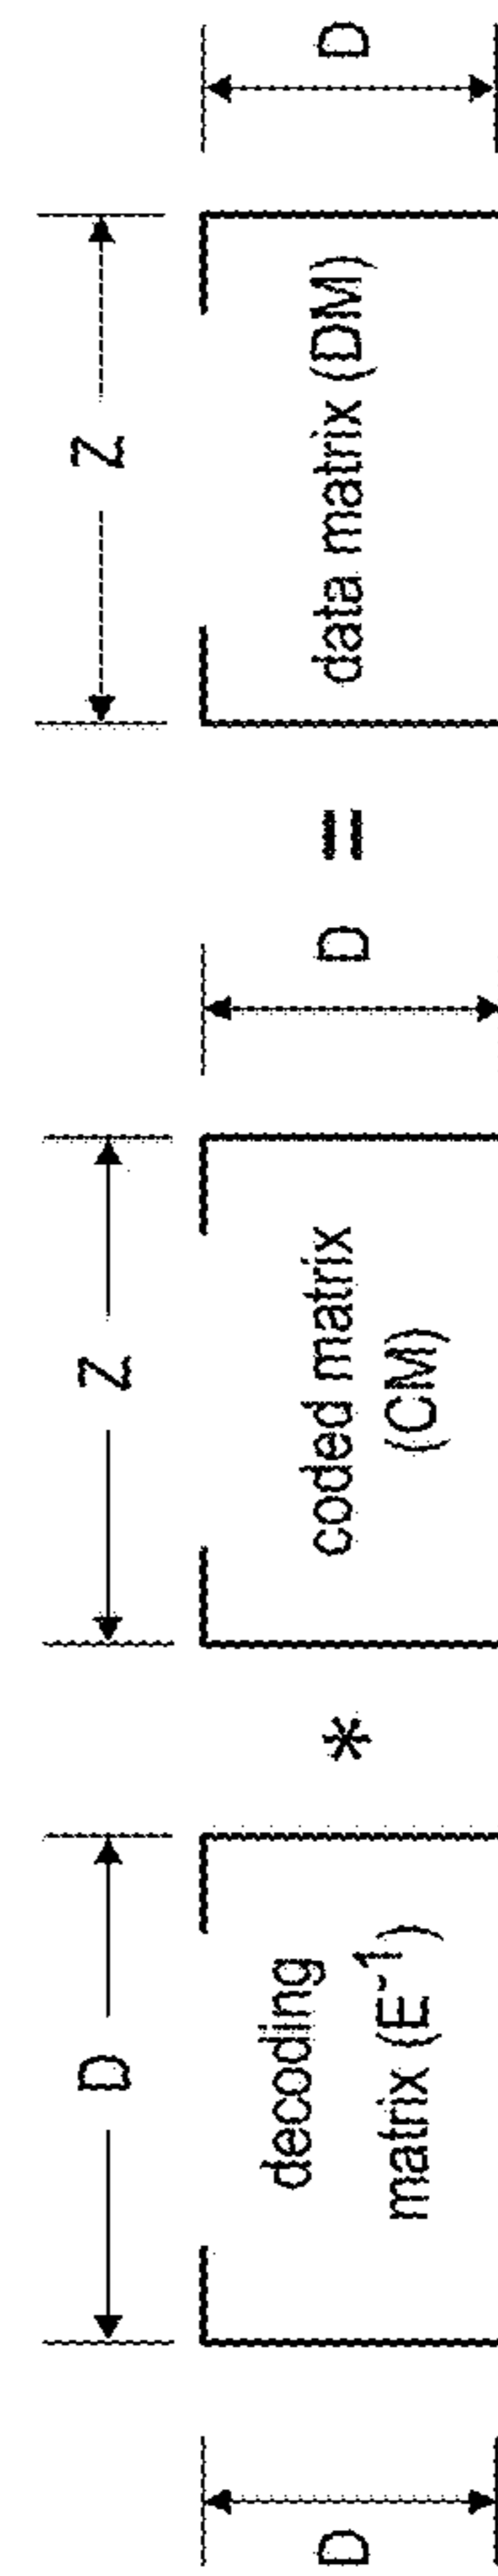 D
Z
Z
D
decoding
matrix (E⁻¹)
*
coded matrix
(CM)
D
=
data matrix (DM)
D